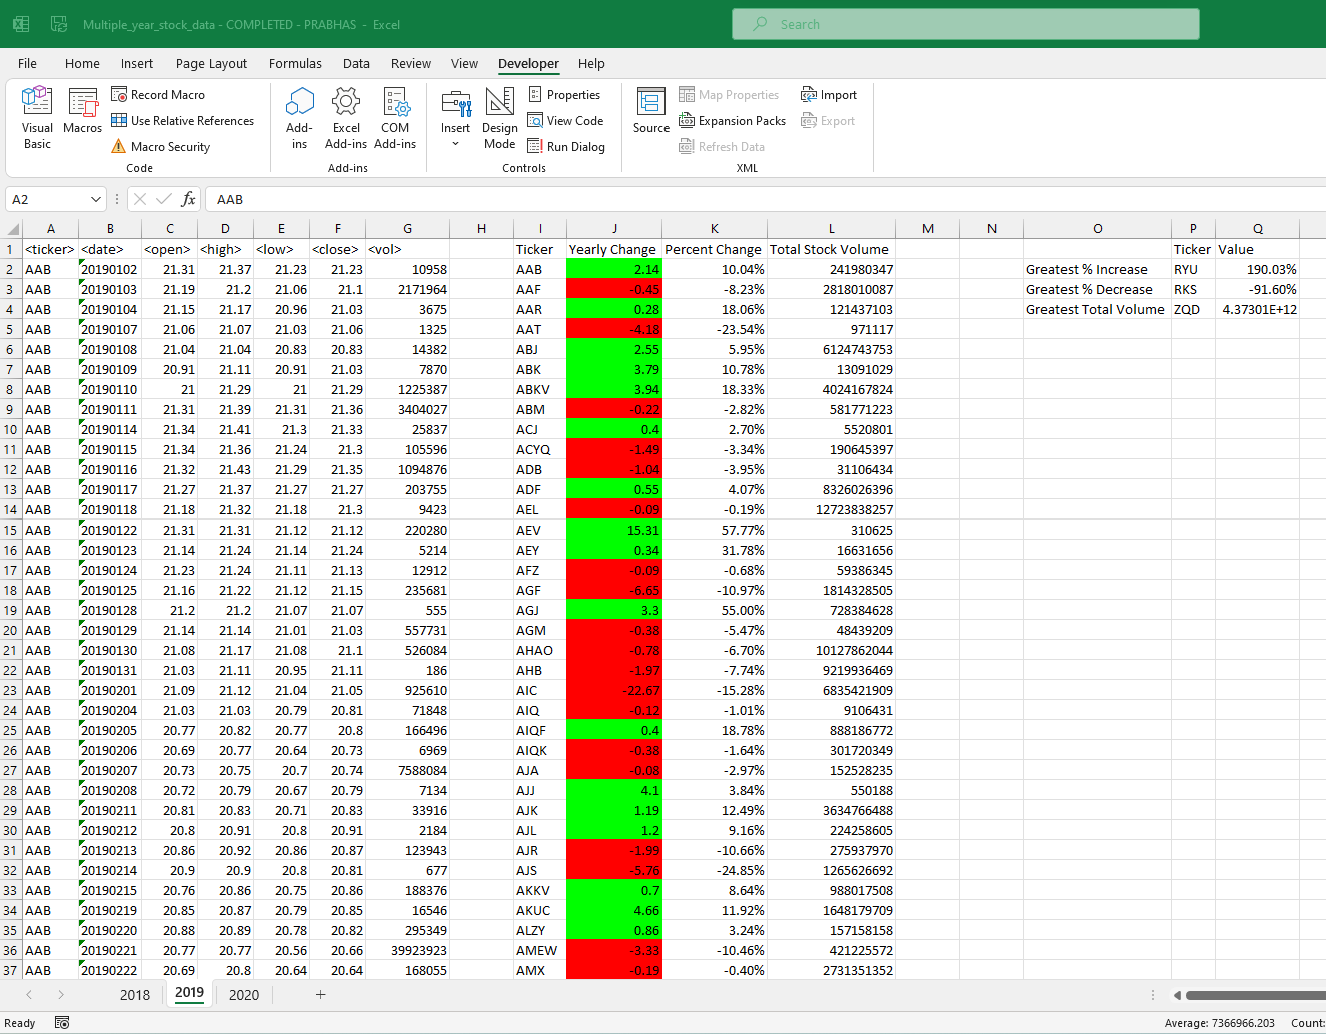 Multiple_year_stock_data - COMPLETED - PRABHAS - Excel
Search
File Home Insert Page Layout Formulas Data Review View Developer Help
Visual Basic
Macros
Record Macro
Use Relative References
Macro Security
Code
Add-ins
Excel Add-ins
COM Add-ins
Add-ins
Insert
Design Mode
Properties
View Code
Run Dialog
Controls
Source
Map Properties
Expansion Packs
Refresh Data
Import
Export
XML
A2 fx AAB
A B C D E F G H I J K L M N O P Q
1 <ticker> <date> <open> <high> <low> <close> <vol> Ticker Yearly Change Percent Change Total Stock Volume Ticker Value
2 AAB 20190102 21.31 21.37 21.23 21.23 10958 AAB 2.14 10.04% 241980347 Greatest % Increase RYU 190.03%
3 AAB 20190103 21.19 21.2 21.06 21.1 2171964 AAF -0.45 -8.23% 2818010087 Greatest % Decrease RKS -91.60%
4 AAB 20190104 21.15 21.17 20.96 21.03 3675 AAR 0.28 18.06% 121437103 Greatest Total Volume ZQD 4.37301E+12
5 AAB 20190107 21.06 21.07 21.03 21.06 1325 AAT -4.18 -23.54% 971117
6 AAB 20190108 21.04 21.04 20.83 20.83 14382 ABJ 2.55 5.95% 6124743753
7 AAB 20190109 20.91 21.11 20.91 21.03 7870 ABK 3.79 10.78% 13091029
8 AAB 20190110 21 21.29 21 21.29 1225387 ABKV 3.94 18.33% 4024167824
9 AAB 20190111 21.31 21.39 21.31 21.36 3404027 ABM -0.22 -2.82% 581771223
10 AAB 20190114 21.34 21.41 21.3 21.33 25837 ACJ 0.4 2.70% 5520801
11 AAB 20190115 21.34 21.36 21.24 21.3 105596 ACYQ -1.49 -3.34% 190645397
12 AAB 20190116 21.32 21.43 21.29 21.35 1094876 ADB -1.04 -3.95% 31106434
13 AAB 20190117 21.27 21.37 21.27 21.27 203755 ADF 0.55 4.07% 8326026396
14 AAB 20190118 21.18 21.32 21.18 21.3 9423 AEL -0.09 -0.19% 12723838257
15 AAB 20190122 21.31 21.31 21.12 21.12 220280 AEV 15.31 57.77% 310625
16 AAB 20190123 21.14 21.24 21.14 21.24 5214 AEY 0.34 31.78% 16631656
17 AAB 20190124 21.23 21.24 21.11 21.13 12912 AFZ -0.09 -0.68% 59386345
18 AAB 20190125 21.16 21.22 21.12 21.15 235681 AGF -6.65 -10.97% 1814328505
19 AAB 20190128 21.2 21.2 21.07 21.07 555 AGJ 3.3 55.00% 728384628
20 AAB 20190129 21.14 21.14 21.01 21.03 557731 AGM -0.38 -5.47% 48439209
21 AAB 20190130 21.08 21.17 21.08 21.1 526084 AHAO -0.78 -6.70% 10127862044
22 AAB 20190131 21.03 21.11 20.95 21.11 186 AHB -1.97 -7.74% 9219936469
23 AAB 20190201 21.09 21.12 21.04 21.05 925610 AIC -22.67 -15.28% 6835421909
24 AAB 20190204 21.03 21.03 20.79 20.81 71848 AIQ -0.12 -1.01% 9106431
25 AAB 20190205 20.77 20.82 20.77 20.8 166496 AIQF 0.4 18.78% 888186772
26 AAB 20190206 20.69 20.77 20.64 20.73 6969 AIQK -0.38 -1.64% 301720349
27 AAB 20190207 20.73 20.75 20.7 20.74 7588084 AJA -0.08 -2.97% 152528235
28 AAB 20190208 20.72 20.79 20.67 20.79 7134 AJJ 4.1 3.84% 550188
29 AAB 20190211 20.81 20.83 20.71 20.83 33916 AJK 1.19 12.49% 3634766488
30 AAB 20190212 20.8 20.91 20.8 20.91 2184 AJL 1.2 9.16% 224258605
31 AAB 20190213 20.86 20.92 20.86 20.87 123943 AJR -1.99 -10.66% 275937970
32 AAB 20190214 20.9 20.9 20.8 20.81 677 AJS -5.76 -24.85% 1265626692
33 AAB 20190215 20.76 20.86 20.75 20.86 188376 AKKV 0.7 8.64% 988017508
34 AAB 20190219 20.85 20.87 20.79 20.85 16546 AKUC 4.66 11.92% 1648179709
35 AAB 20190220 20.88 20.89 20.78 20.82 295349 ALZY 0.86 3.24% 157158158
36 AAB 20190221 20.77 20.77 20.56 20.66 39923923 AMEW -3.33 -10.46% 421225572
37 AAB 20190222 20.69 20.8 20.64 20.64 168055 AMX -0.19 -0.40% 2731351352
2018 2019 2020 +
Ready Average: 7366966.203 Count: